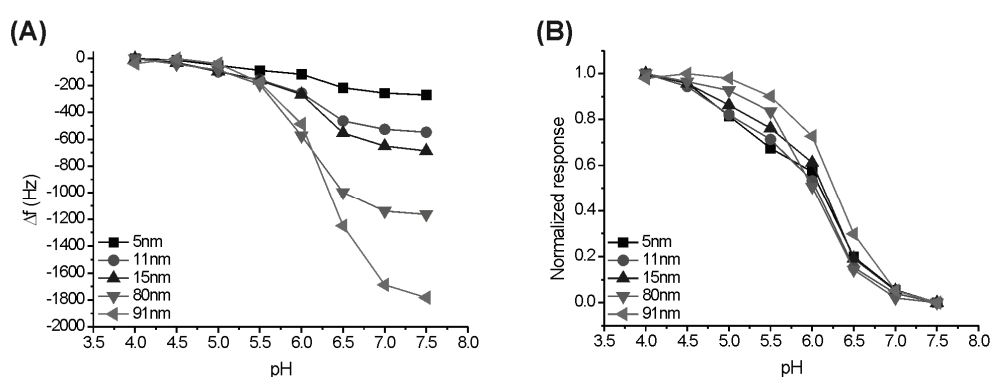 (A)
Δf (Hz)
0
-200
-400
-600
-800
-1000
-1200
-1400
-1600
-1800
-2000
5nm
11nm
15nm
80nm
91nm
3.5 4.0 4.5 5.0 5.5 6.0 6.5 7.0 7.5 8.0
pH
(B)
Normalized response
1.0
0.8
0.6
0.4
0.2
0.0
5nm
11nm
15nm
80nm
91nm
3.5 4.0 4.5 5.0 5.5 6.0 6.5 7.0 7.5 8.0
pH